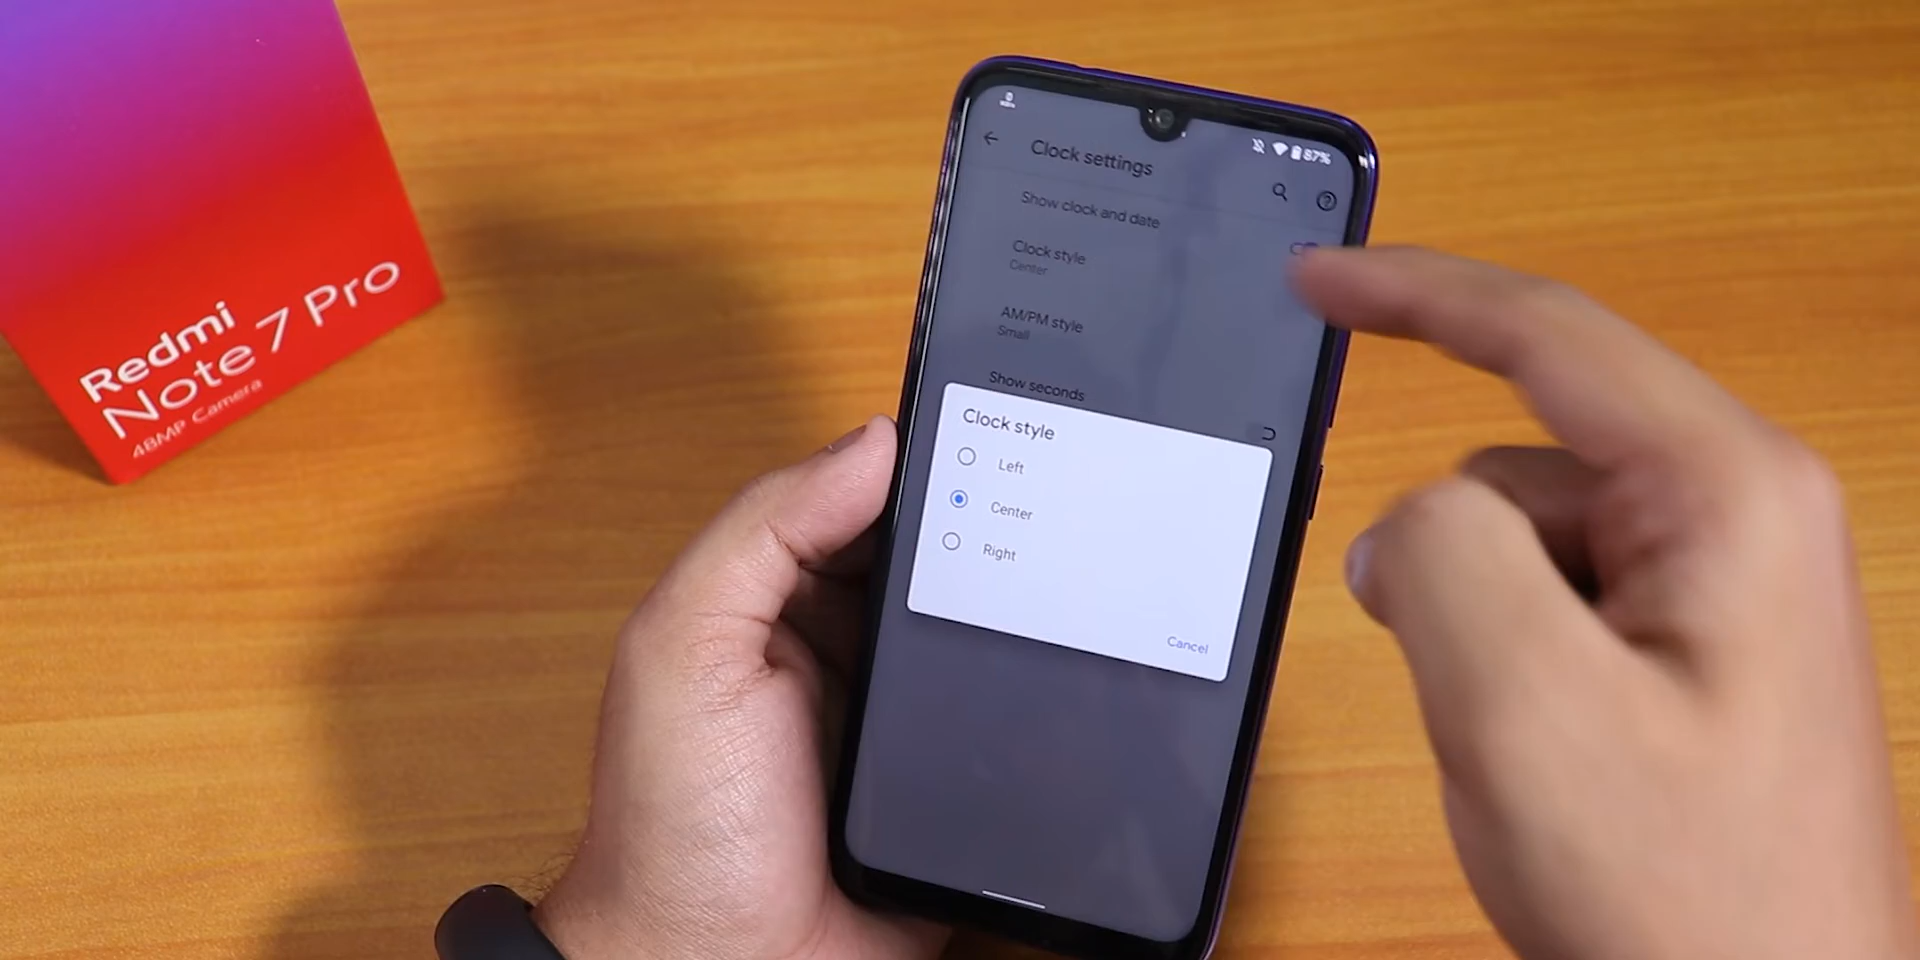 Redmi
Note 7 Pro
48MP Camera
87%
Clock settings
Show clock and date
Clock style
Center
AM/PM style
Small
Show seconds
Clock style
Left
Center
Right
Cancel